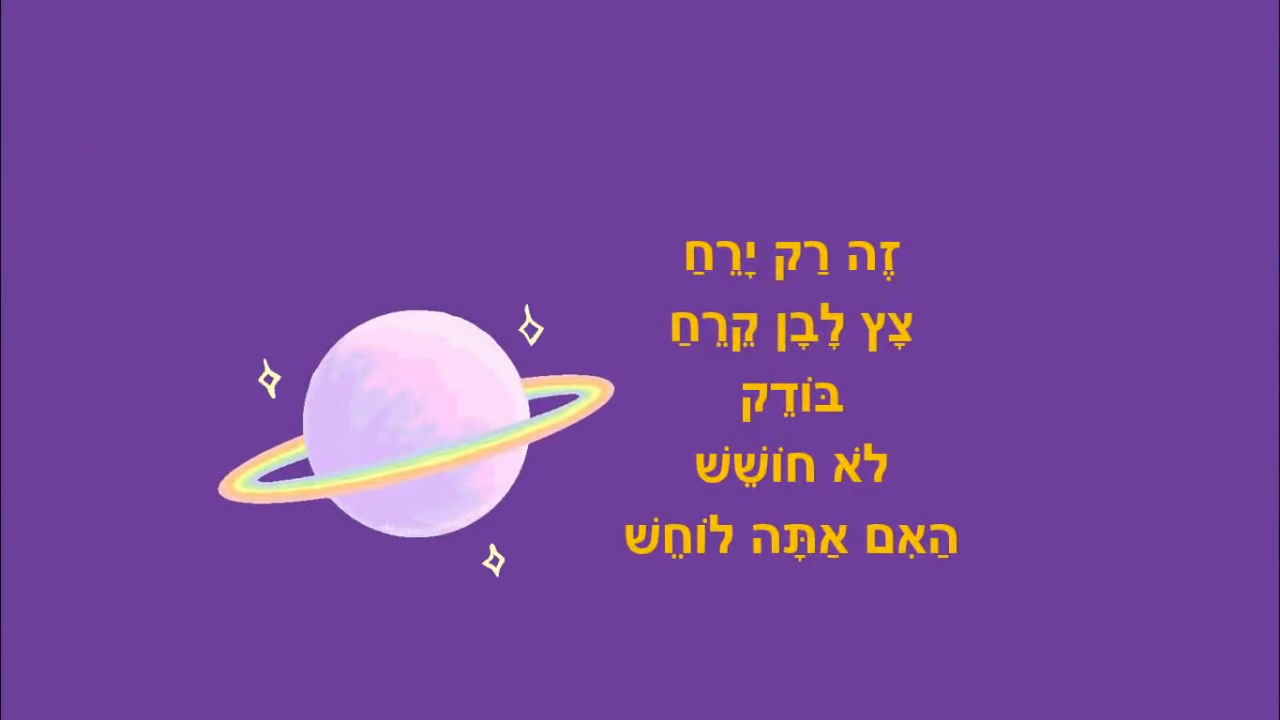 זֶה רַק יָרֵחַ
צָץ לָבָן קֵרֵחַ
בּוֹדֵק
לֹא חוֹשֵׁשׁ
הַאִם אַתָּה לוֹחֵשׁ